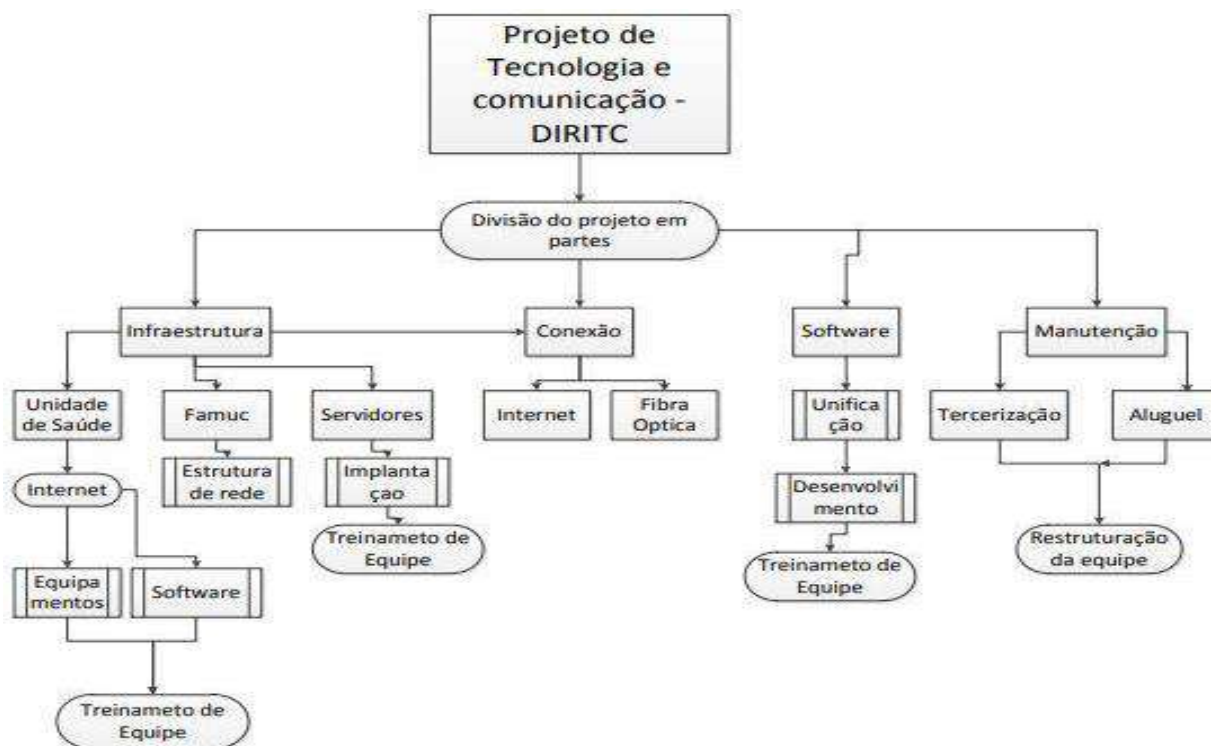 Projeto de
Tecnologia e
comunicação -
DIRITC
Divisão do projeto em
partes
Infraestrutura
Conexão
Software
Manutenção
Unidade
de Saúde
Famuc
Servidores
Internet
Fibra
Optica
Unifica
ção
Tercerização
Aluguel
Internet
Estrutura
de rede
Implanta
çao
Desenvolvi
mento
Treinameto de
Equipe
Restruturação
da equipe
Treinameto de
Equipe
Equipa
mentos
Software
Treinameto de
Equipe